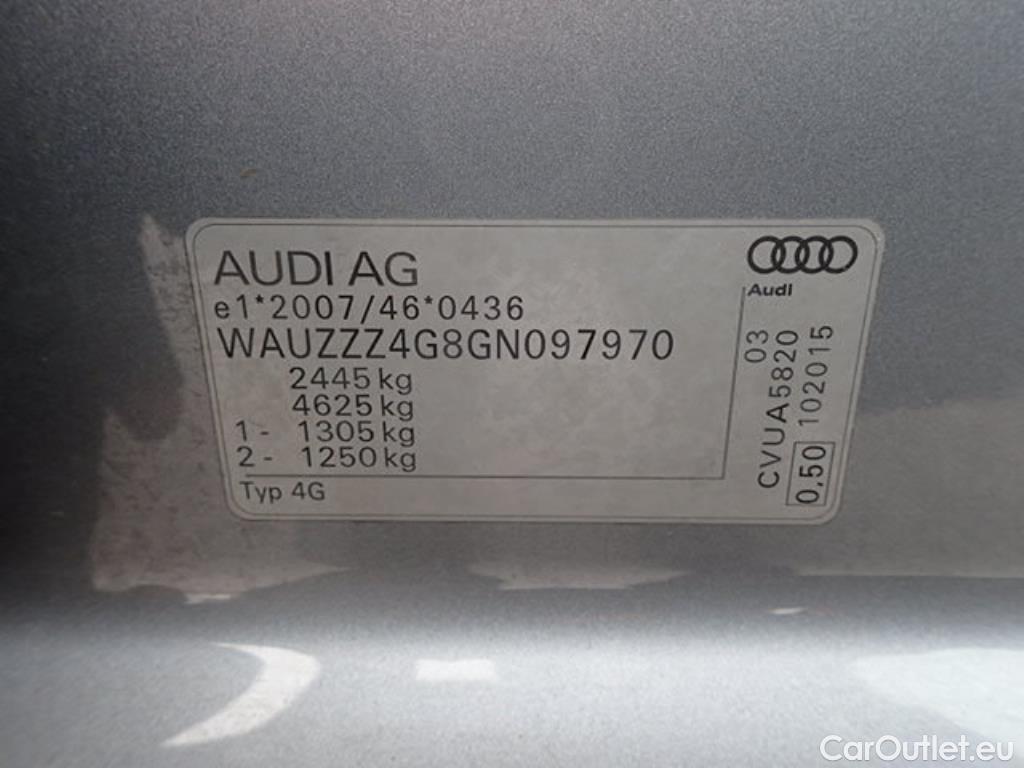 AUDI AG
e1*2007/46*0436
WAUZZZ4G8GN097970
2445 kg
4625 kg
1 - 1305 kg
2 - 1250 kg
Typ 4G
Audi
CVUA5820 03
0,50 102015
CarOutlet.eu